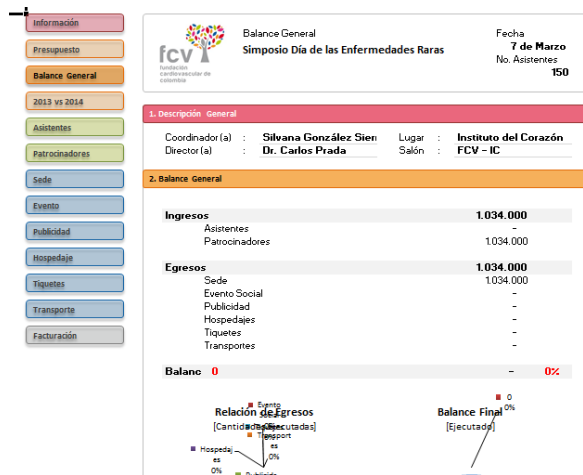 Información
Presupuesto
Balance General
2013 vs 2014
Asistentes
Patrocinadores
Sede
Evento
Publicidad
Hospedaje
Tiquetes
Transporte
Facturación
fcv
fundación
cardiovascular de
colombia
Balance General
Simposio Día de las Enfermedades Raras
Fecha
7 de Marzo
No. Asistentes
150
1. Descripción General
Coordinador(a) : Silvana González Sier Lugar : Instituto del Corazón
Director(a) : Dr. Carlos Prada Salón : FCV - IC
2. Balance General
Ingresos 1.034.000
Asistentes -
Patrocinadores 1.034.000
Egresos 1.034.000
Sede 1.034.000
Evento Social -
Publicidad -
Hospedajes -
Tiquetes -
Transportes -
Balanc 0 - 0%
Relación de Egresos
[Cantidades Ejecutadas]
Evento
Transport
es
0%
Hospedaj
es
0%
Balance Final
[Ejecutado]
0
0%